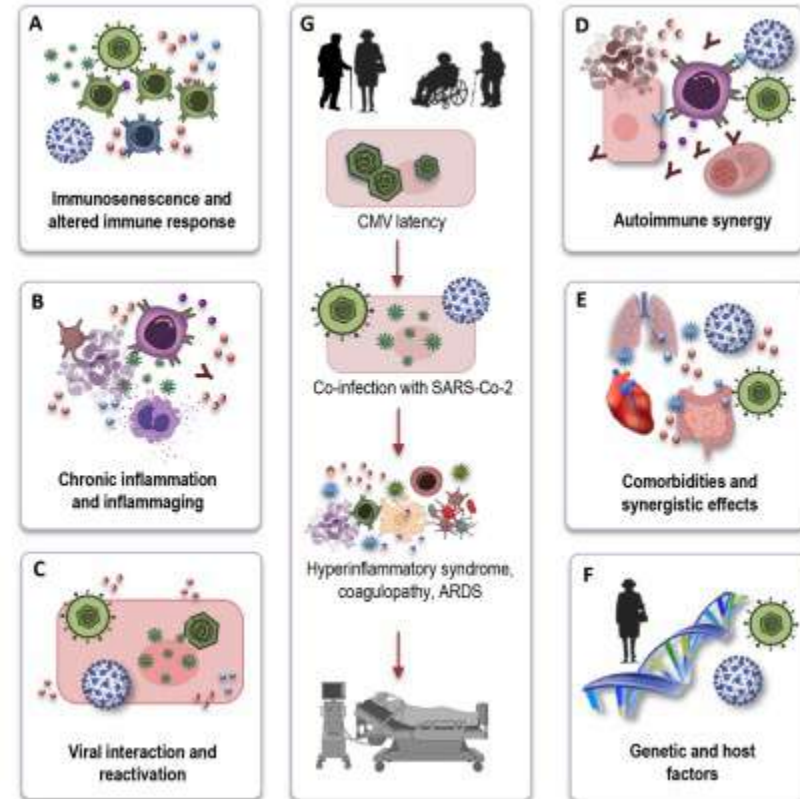 A
Immunosenescence and
altered immune response
B
Chronic inflammation
and inflammaging
C
Viral interaction and
reactivation
G
CMV latency
Co-infection with SARS-Co-2
Hyperinflammatory syndrome,
coagulopathy, ARDS
D
Autoimmune synergy
E
Comorbidities and
synergistic effects
F
Genetic and host
factors